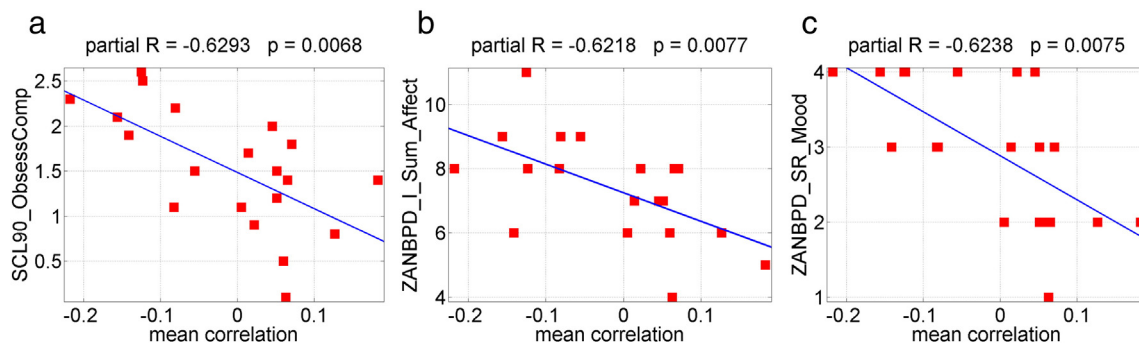 a
partial R = -0.6293 p = 0.0068
SCL90_ObsessComp
2.5
2
1.5
1
0.5
-0.2 -0.1 0 0.1
mean correlation
b
partial R = -0.6218 p = 0.0077
ZANBPD_I_Sum_Affect
10
8
6
4
-0.2 -0.1 0 0.1
mean correlation
c
partial R = -0.6238 p = 0.0075
ZANBPD_SR_Mood
4
3
2
1
-0.2 -0.1 0 0.1
mean correlation